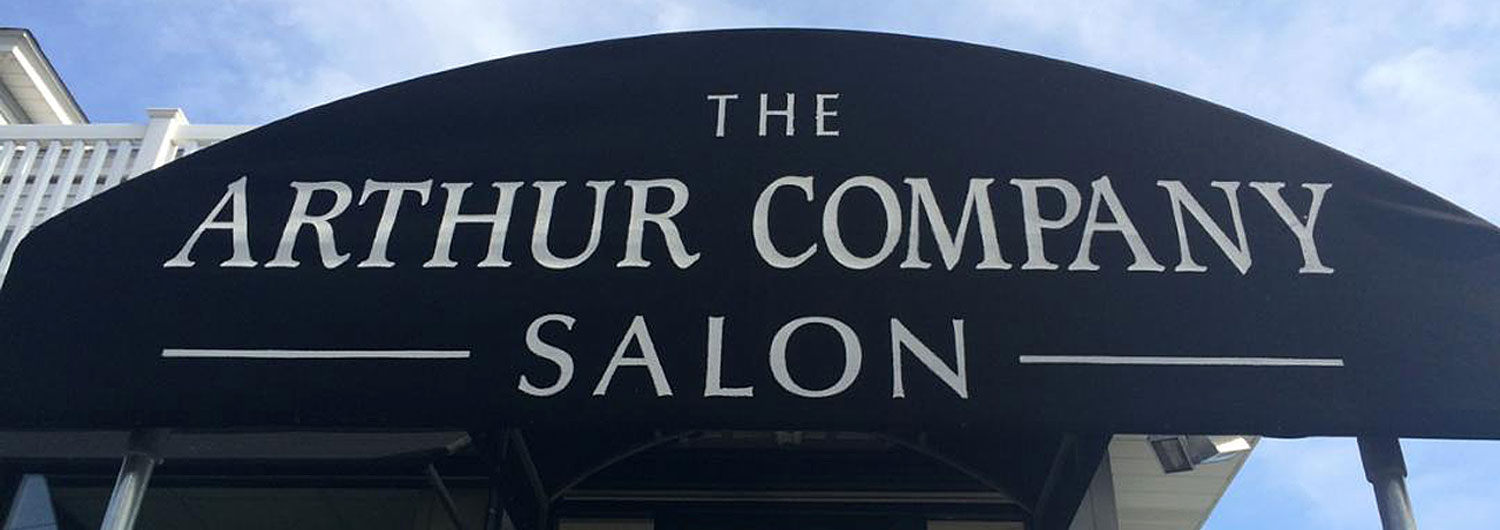 THE
ARTHUR COMPANY
SALON